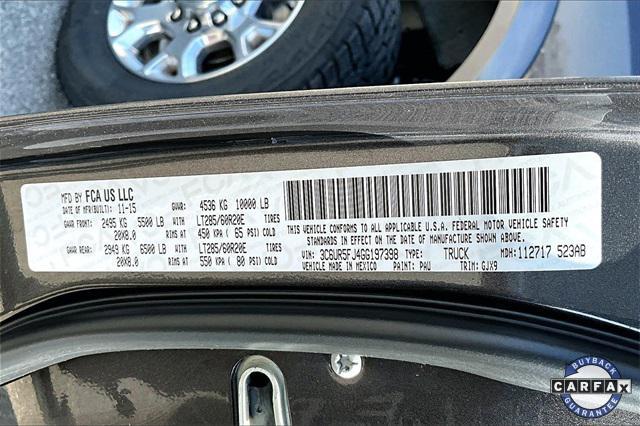 MFD BY FCA US LLC GVWR: 4536 KG 10000 LB
DATE OF MFR(BUILT): 11-15
GAWR FRONT: 2495 KG 5500 LB WITH LT285/60R20E TIRES
20X8.0 RIMS AT 450 KPA ( 65 PSI) COLD
GAWR REAR: 2949 KG 6500 LB WITH LT285/60R20E TIRES
20X8.0 RIMS AT 550 KPA ( 80 PSI) COLD
THIS VEHICLE CONFORMS TO ALL APPLICABLE U.S.A. FEDERAL MOTOR VEHICLE SAFETY
STANDARDS IN EFFECT ON THE DATE OF MANUFACTURE SHOWN ABOVE.
VIN: 3C6UR5FJ4GG197398 TYPE: TRUCK MDH: 112717 523AB
VEHICLE MADE IN MEXICO PAINT: PAU TRIM: GJX9
BUYBACK
CARFAX
GUARANTEE